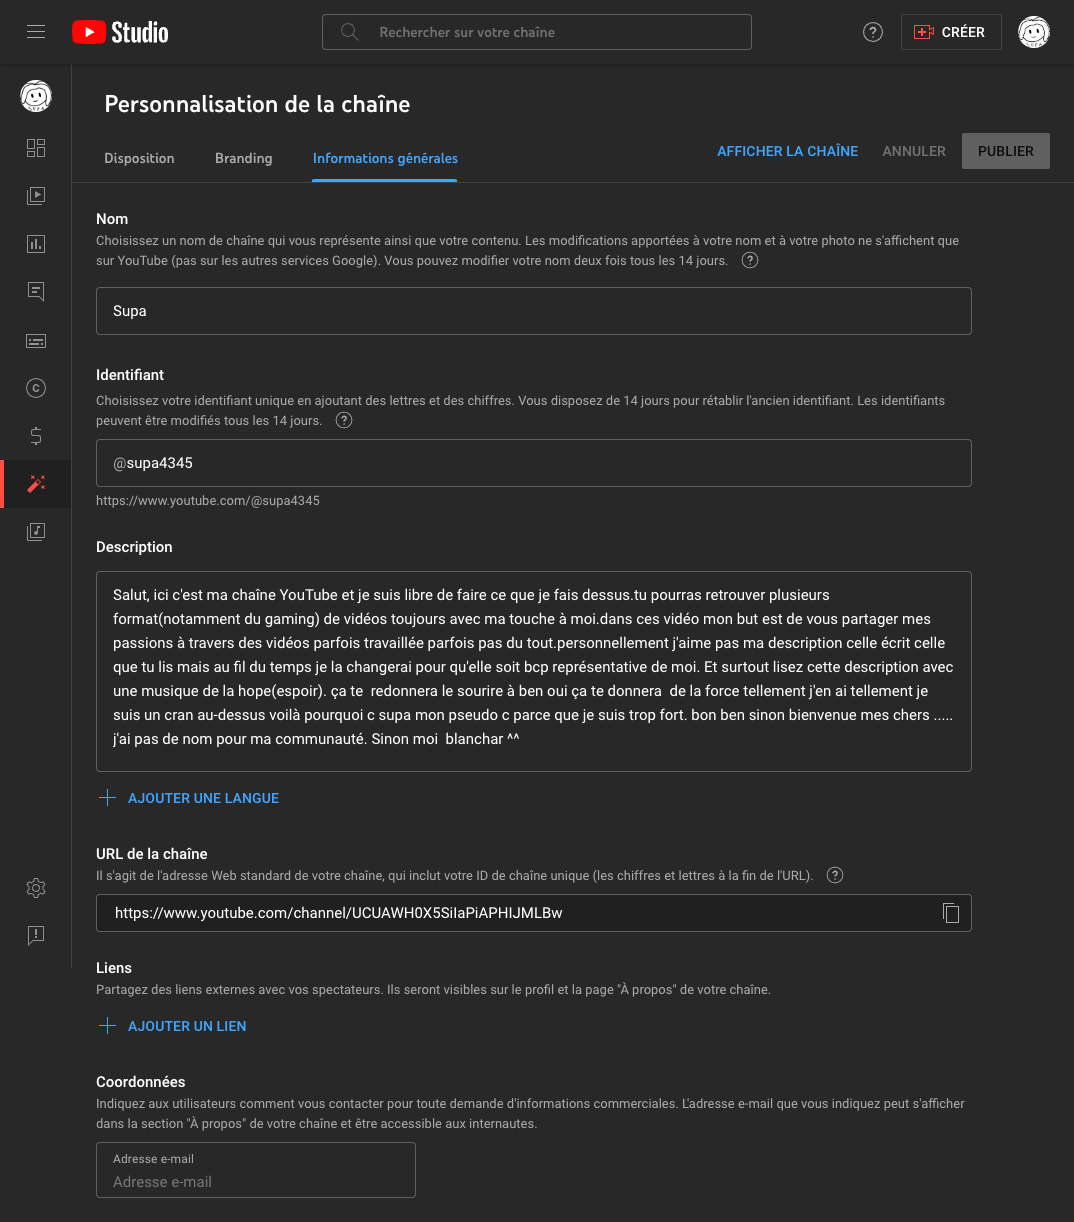 Studio
Rechercher sur votre chaîne
CRÉER
Personnalisation de la chaîne
Disposition
Branding
Informations générales
AFFICHER LA CHAÎNE
ANNULER
PUBLIER
Nom
Choisissez un nom de chaîne qui vous représente ainsi que votre contenu. Les modifications apportées à votre nom et à votre photo ne s'affichent que
sur YouTube (pas sur les autres services Google). Vous pouvez modifier votre nom deux fois tous les 14 jours.
Supa
Identifiant
Choisissez votre identifiant unique en ajoutant des lettres et des chiffres. Vous disposez de 14 jours pour rétablir l'ancien identifiant. Les identifiants
peuvent être modifiés tous les 14 jours.
@supa4345
https://www.youtube.com/@supa4345
Description
Salut, ici c'est ma chaîne YouTube et je suis libre de faire ce que je fais dessus.tu pourras retrouver plusieurs
format(notamment du gaming) de vidéos toujours avec ma touche à moi.dans ces vidéo mon but est de vous partager mes
passions à travers des vidéos parfois travaillée parfois pas du tout.personnellement j'aime pas ma description celle écrit celle
que tu lis mais au fil du temps je la changerai pour qu'elle soit bcp représentative de moi. Et surtout lisez cette description avec
une musique de la hope(espoir). ça te  redonnera le sourire à ben oui ça te donnera  de la force tellement j'en ai tellement je
suis un cran au-dessus voilà pourquoi c supa mon pseudo c parce que je suis trop fort. bon ben sinon bienvenue mes chers .....
j'ai pas de nom pour ma communauté. Sinon moi  blanchar ^^
AJOUTER UNE LANGUE
URL de la chaîne
Il s'agit de l'adresse Web standard de votre chaîne, qui inclut votre ID de chaîne unique (les chiffres et lettres à la fin de l'URL).
https://www.youtube.com/channel/UCUAWH0X5SiIaPiAPHIJMLBw
Liens
Partagez des liens externes avec vos spectateurs. Ils seront visibles sur le profil et la page "À propos" de votre chaîne.
AJOUTER UN LIEN
Coordonnées
Indiquez aux utilisateurs comment vous contacter pour toute demande d'informations commerciales. L'adresse e-mail que vous indiquez peut s'afficher
dans la section "À propos" de votre chaîne et être accessible aux internautes.
Adresse e-mail
Adresse e-mail